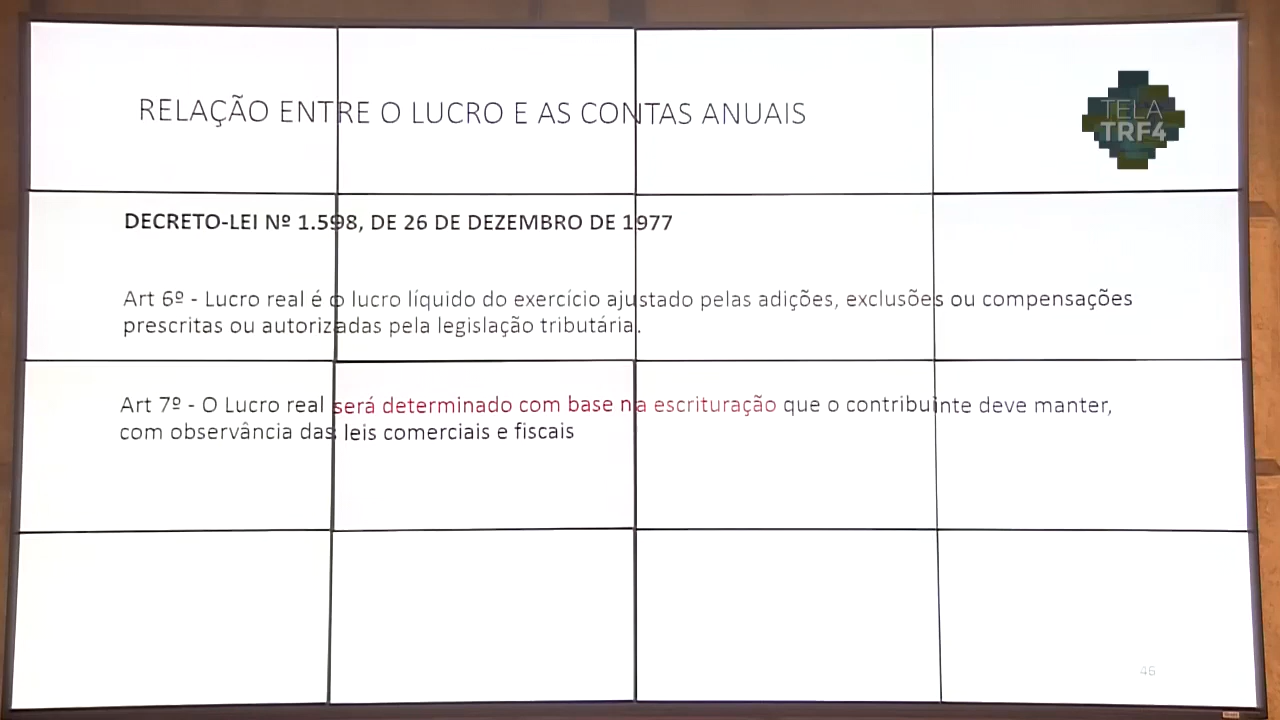 RELAÇÃO ENTRE O LUCRO E AS CONTAS ANUAIS
TELA
TRF4
DECRETO-LEI Nº 1.598, DE 26 DE DEZEMBRO DE 1977
Art 6º - Lucro real é o lucro líquido do exercício ajustado pelas adições, exclusões ou compensações
prescritas ou autorizadas pela legislação tributária.
Art 7º - O Lucro real será determinado com base na escrituração que o contribuinte deve manter,
com observância das leis comerciais e fiscais
46